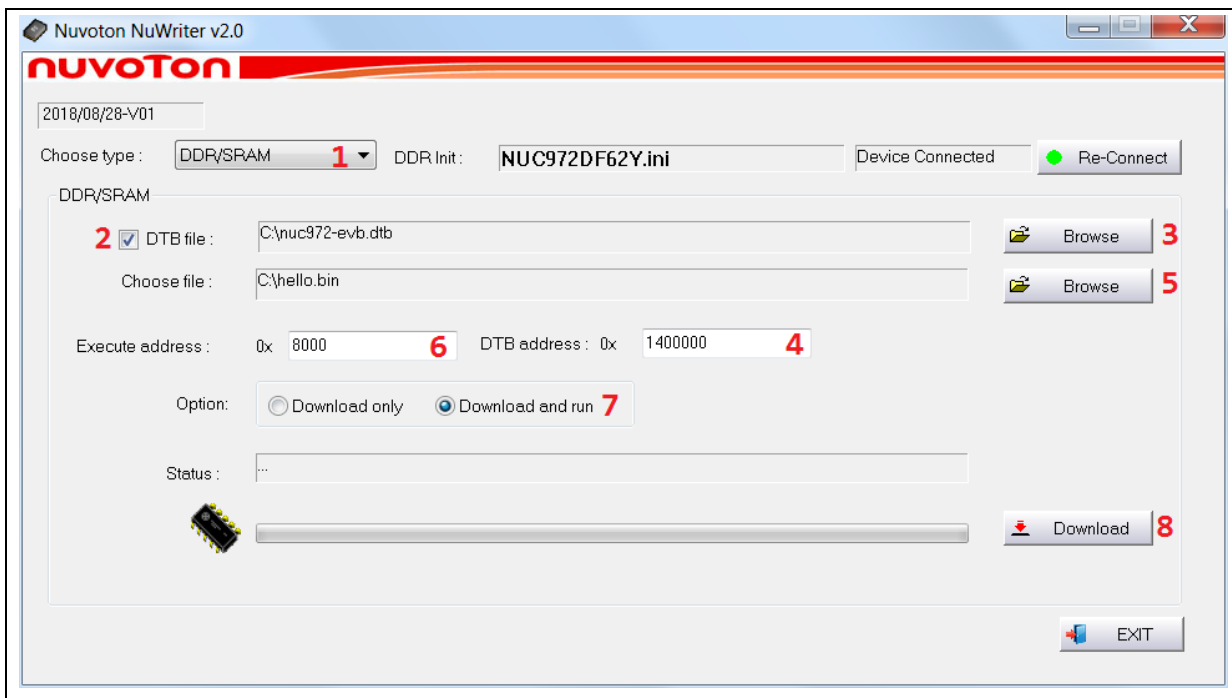 Nuvoton NuWriter v2.0
nuvoTon
2018/08/28-V01
Choose type : DDR/SRAM 1 DDR Init : NUC972DF62Y.ini Device Connected Re-Connect
DDR/SRAM
2 DTB file : C:\nuc972-evb.dtb Browse 3
Choose file : C:\hello.bin Browse 5
Execute address : 0x 8000 6 DTB address : 0x 1400000 4
Option: Download only Download and run 7
Status : ...
Download 8
EXIT